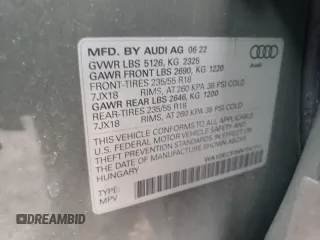 MFD. BY AUDI AG 06 22
GVWR LBS 5126, KG 2325
GAWR FRONT LBS 2690, KG 1220
FRONT-TIRES 235/55 R18
7JX18 RIMS, AT 260 KPA 38 PSI COLD
GAWR REAR LBS 2646, KG 1200
REAR-TIRES 235/55 R18
7JX18 RIMS, AT 260 KPA 38 PSI COLD
THIS VEHICLE CONFORMS TO ALL APPLICABLE
U.S. FEDERAL MOTOR VEHICLE SAFETY AND THEFT
PREVENTION STANDARDS IN EFFECT ON THE
DATE OF MANUFACTURE SHOWN ABOVE.
HUNGARY
TYPE:
MPV
Audi
DREAMBID